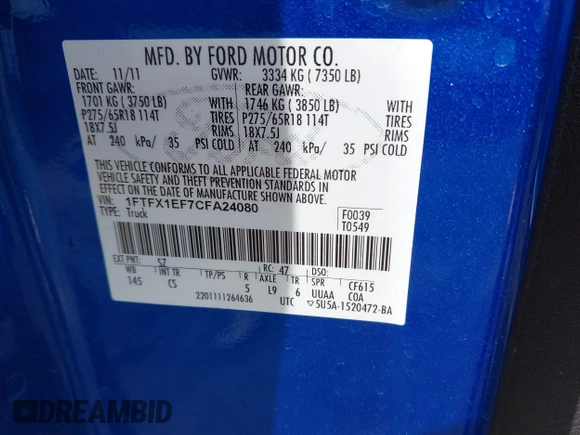 MFD. BY FORD MOTOR CO.
DATE: 11/11 GVWR: 3334 KG ( 7350 LB)
FRONT GAWR: REAR GAWR:
1701 KG ( 3750 LB) WITH 1746 KG ( 3850 LB) WITH
P275/65R18 114T TIRES P275/65R18 114T TIRES
18X7.5J RIMS 18X7.5J RIMS
AT 240 kPa/ 35 PSI COLD AT 240 kPa/ 35 PSI COLD
THIS VEHICLE CONFORMS TO ALL APPLICABLE FEDERAL MOTOR
VEHICLE SAFETY AND THEFT PREVENTION STANDARDS IN
EFFECT ON THE DATE OF MANUFACTURE SHOWN ABOVE.
VIN: 1FTFX1EF7CFA24080 F0039
TYPE: Truck T0549
EXT PNT: SZ RC: 47 DSO:
WB INT TR TP/PS R AXLE TR SPR CF615
145 CS 5 L9 6 UUAA COA
2201111264636 UTC ▽5U5A-1520472-BA
DREAMBID